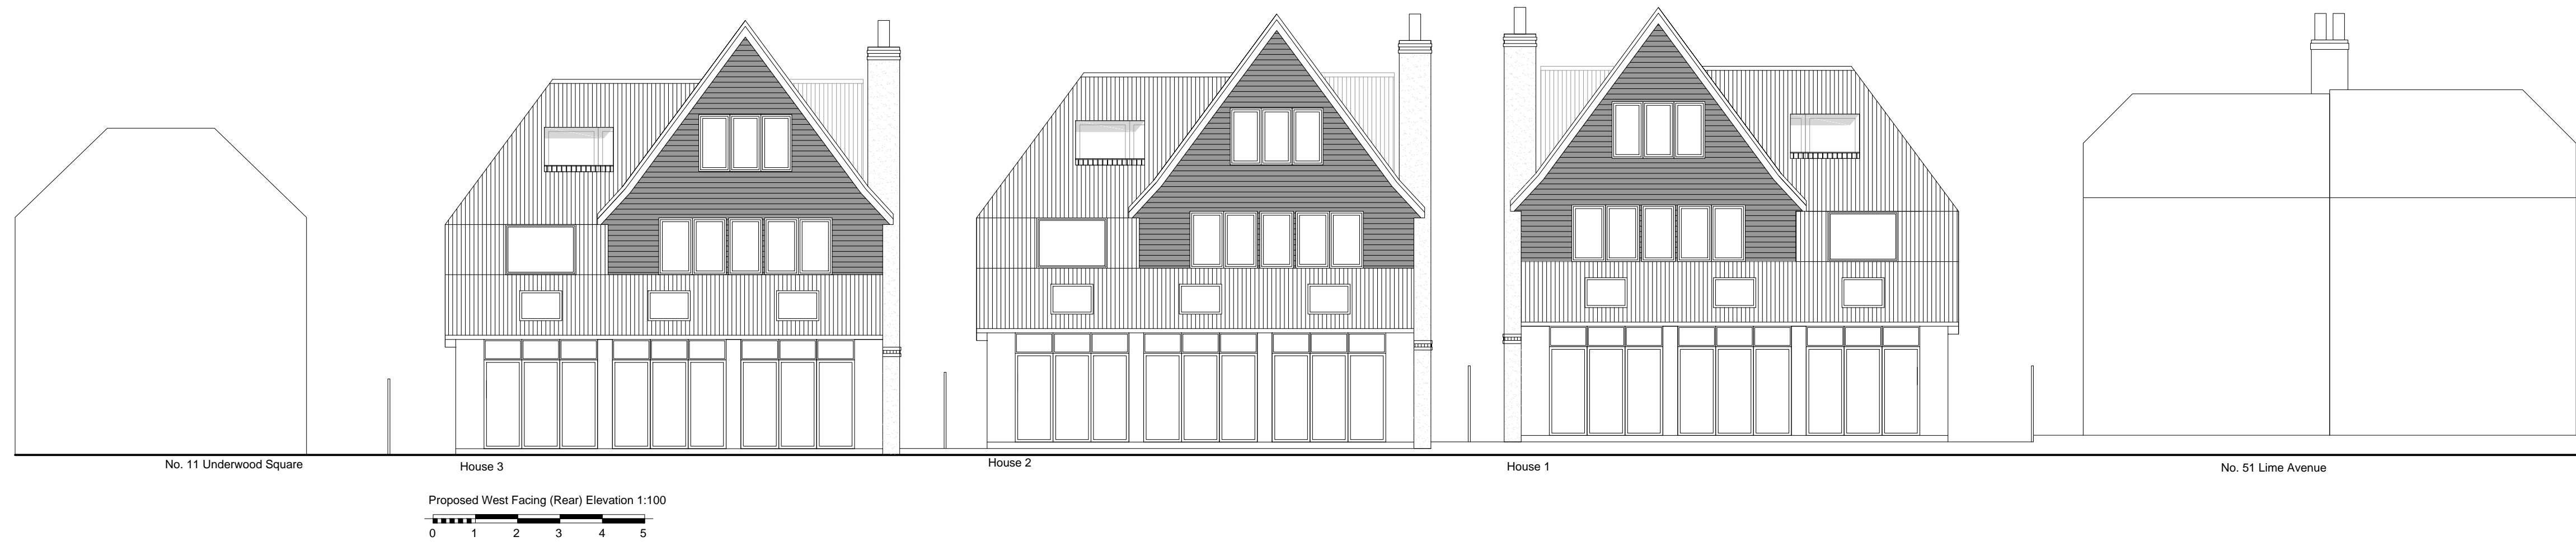 No. 11 Underwood Square
House 3
House 2
House 1
No. 51 Lime Avenue
Proposed West Facing (Rear) Elevation 1:100
0 1 2 3 4 5